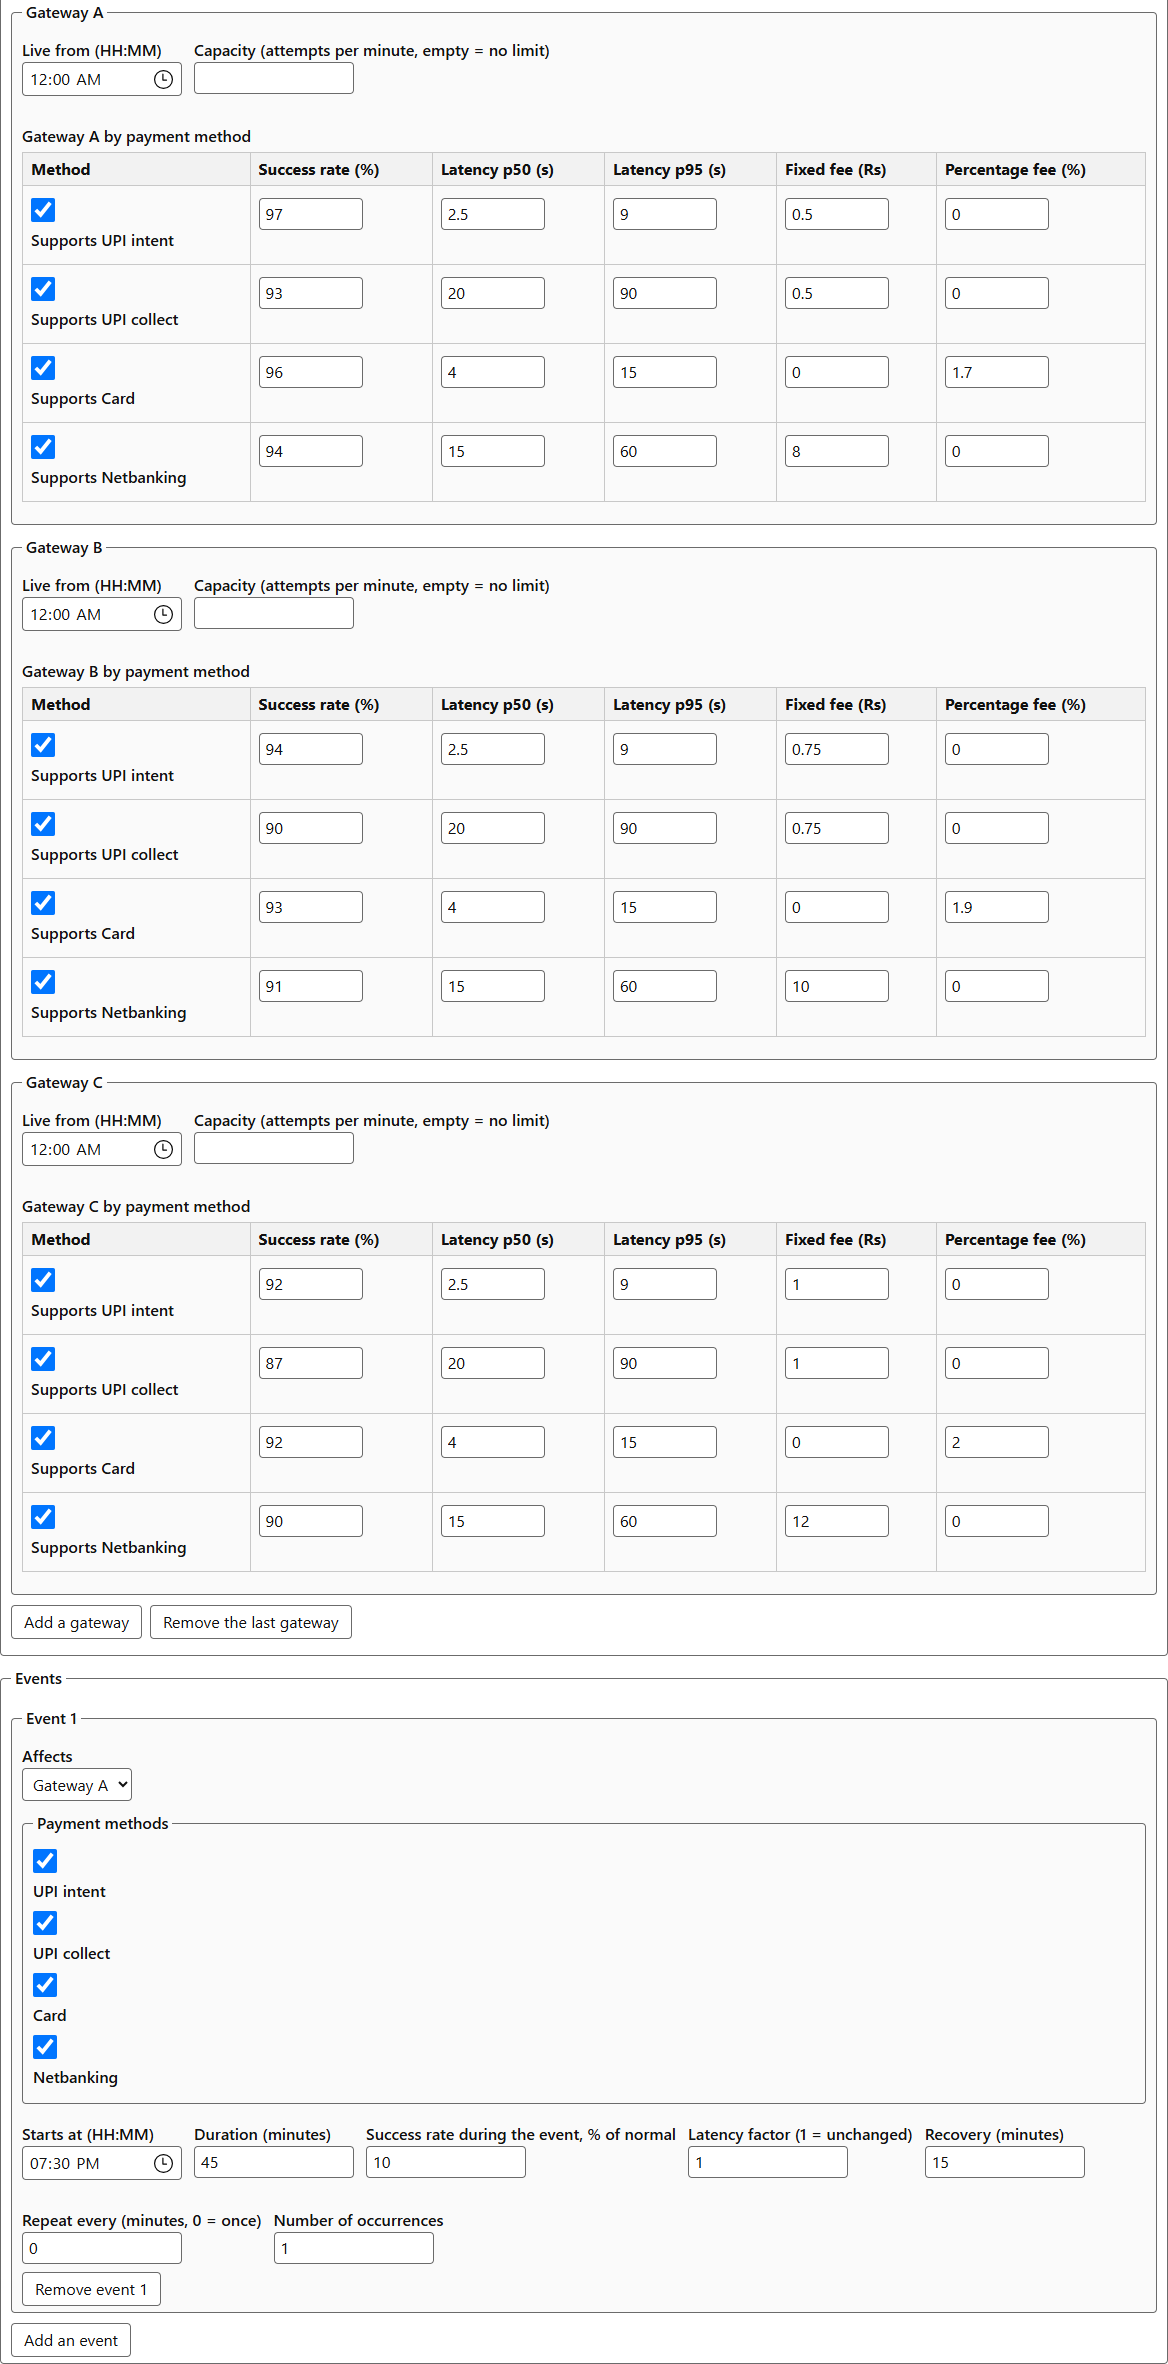 Gateway A
Live from (HH:MM) Capacity (attempts per minute, empty = no limit)
12:00 AM
Gateway A by payment method
Method Success rate (%) Latency p50 (s) Latency p95 (s) Fixed fee (Rs) Percentage fee (%)
Supports UPI intent 97 2.5 9 0.5 0
Supports UPI collect 93 20 90 0.5 0
Supports Card 96 4 15 0 1.7
Supports Netbanking 94 15 60 8 0
Gateway B
Live from (HH:MM) Capacity (attempts per minute, empty = no limit)
12:00 AM
Gateway B by payment method
Method Success rate (%) Latency p50 (s) Latency p95 (s) Fixed fee (Rs) Percentage fee (%)
Supports UPI intent 94 2.5 9 0.75 0
Supports UPI collect 90 20 90 0.75 0
Supports Card 93 4 15 0 1.9
Supports Netbanking 91 15 60 10 0
Gateway C
Live from (HH:MM) Capacity (attempts per minute, empty = no limit)
12:00 AM
Gateway C by payment method
Method Success rate (%) Latency p50 (s) Latency p95 (s) Fixed fee (Rs) Percentage fee (%)
Supports UPI intent 92 2.5 9 1 0
Supports UPI collect 87 20 90 1 0
Supports Card 92 4 15 0 2
Supports Netbanking 90 15 60 12 0
Add a gateway Remove the last gateway
Events
Event 1
Affects
Gateway A
Payment methods
UPI intent
UPI collect
Card
Netbanking
Starts at (HH:MM) Duration (minutes) Success rate during the event, % of normal Latency factor (1 = unchanged) Recovery (minutes)
07:30 PM 45 10 1 15
Repeat every (minutes, 0 = once) Number of occurrences
0 1
Remove event 1
Add an event